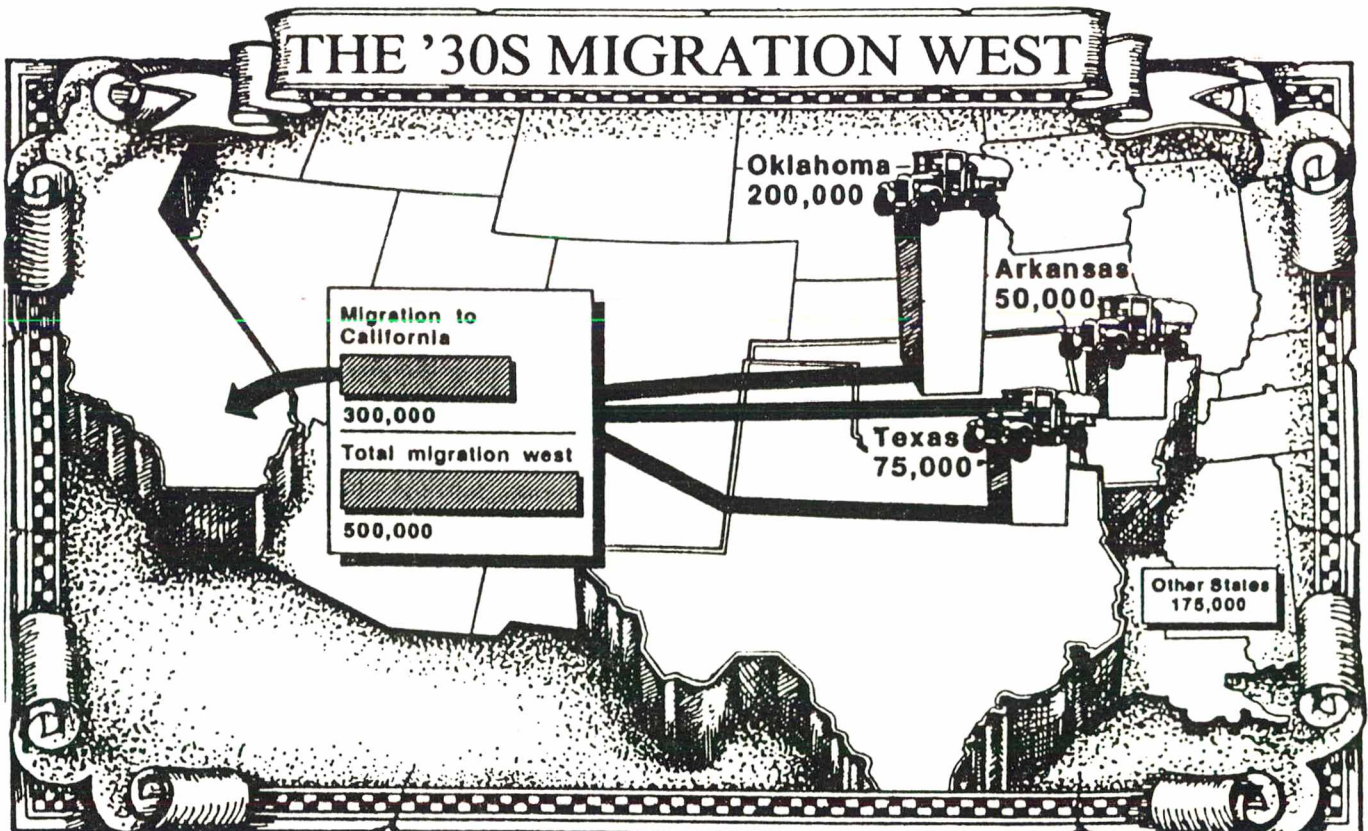 THE '30S MIGRATION WEST
Oklahoma
200,000
Arkansas
50,000
Migration to
California
300,000
Total migration west
500,000
Texas
75,000
Other States
175,000